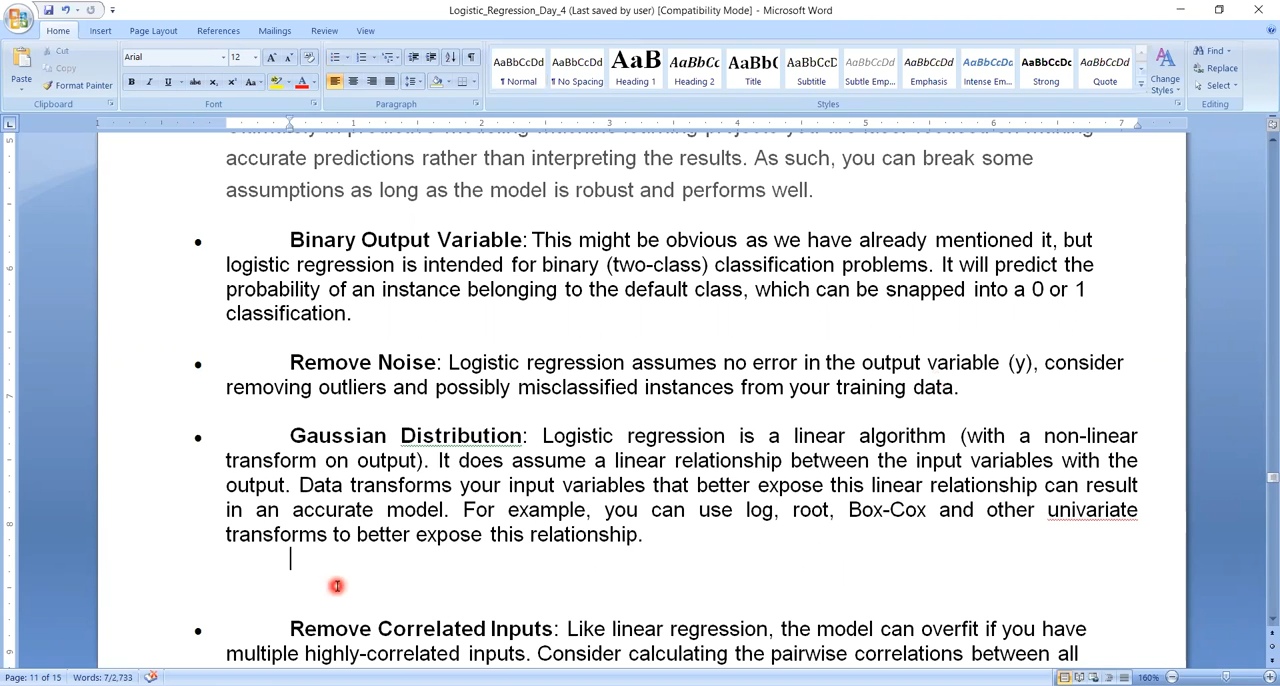 Logistic_Regression_Day_4 (Last saved by user) [Compatibility Mode] - Microsoft Word
Home Insert Page Layout References Mailings Review View
Cut
Copy
Format Painter
Paste
Arial 12
AaBbCcDd AaBbCcDd AaB AaBbCc AaBb( AaBbCcD AaBbCcDd AaBbCcDd AaBbCcDd AaBbCcDd AaBbCcDd
¶ Normal ¶ No Spacing Heading 1 Heading 2 Title Subtitle Subtle Emp... Emphasis Intense Em... Strong Quote
Change Styles
Find
Replace
Select
Clipboard Font Paragraph Styles Editing
accurate predictions rather than interpreting the results. As such, you can break some
assumptions as long as the model is robust and performs well.
• Binary Output Variable: This might be obvious as we have already mentioned it, but
logistic regression is intended for binary (two-class) classification problems. It will predict the
probability of an instance belonging to the default class, which can be snapped into a 0 or 1
classification.
• Remove Noise: Logistic regression assumes no error in the output variable (y), consider
removing outliers and possibly misclassified instances from your training data.
• Gaussian Distribution: Logistic regression is a linear algorithm (with a non-linear
transform on output). It does assume a linear relationship between the input variables with the
output. Data transforms your input variables that better expose this linear relationship can result
in an accurate model. For example, you can use log, root, Box-Cox and other univariate
transforms to better expose this relationship.
• Remove Correlated Inputs: Like linear regression, the model can overfit if you have
multiple highly-correlated inputs. Consider calculating the pairwise correlations between all
Page: 11 of 15 Words: 7/2,733 160%